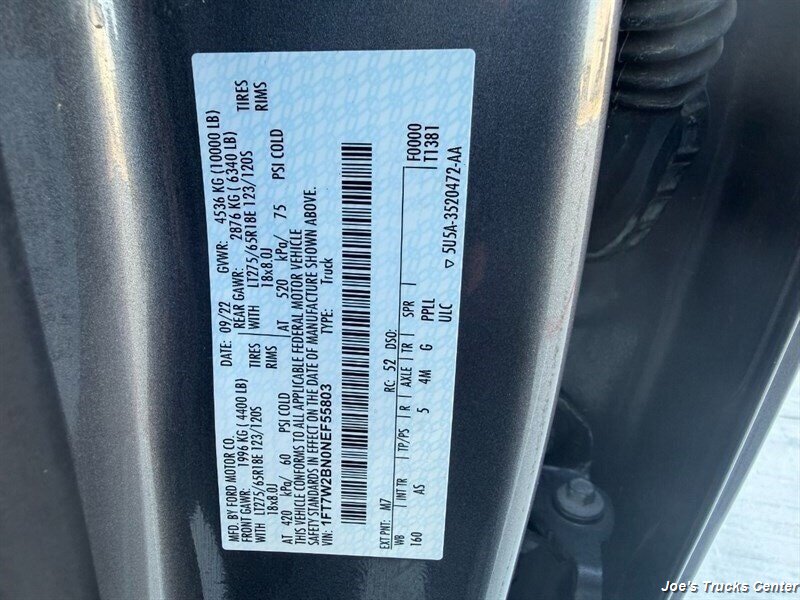 MFD. BY FORD MOTOR CO.
DATE: 09/22 GVWR: 4536 KG (10000 LB)
FRONT GAWR: 1996 KG ( 4400 LB) REAR GAWR: 2876 KG ( 6340 LB)
WITH LT275/65R18E 123/120S TIRES WITH LT275/65R18E 123/120S TIRES
18x8.0J RIMS 18x8.0J RIMS
AT 420 kPa/ 60 PSI COLD AT 520 kPa/ 75 PSI COLD
THIS VEHICLE CONFORMS TO ALL APPLICABLE FEDERAL MOTOR VEHICLE
SAFETY STANDARDS IN EFFECT ON THE DATE OF MANUFACTURE SHOWN ABOVE.
VIN: 1FT7W2BN0NEF55803 TYPE: Truck
F0000
T1381
EXT PNT: M7 RC: 52 DSO:
WB INT TR TP/PS R AXLE TR SPR
160 AS 5 4M G PPLL
ULC
▽ 5U5A-3520472-AA
Joe's Trucks Center